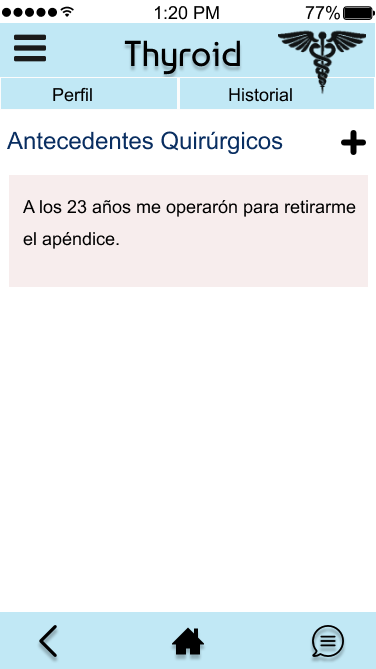 1:20 PM 77%
Thyroid
Perfil Historial
Antecedentes Quirúrgicos
A los 23 años me operarón para retirarme
el apéndice.